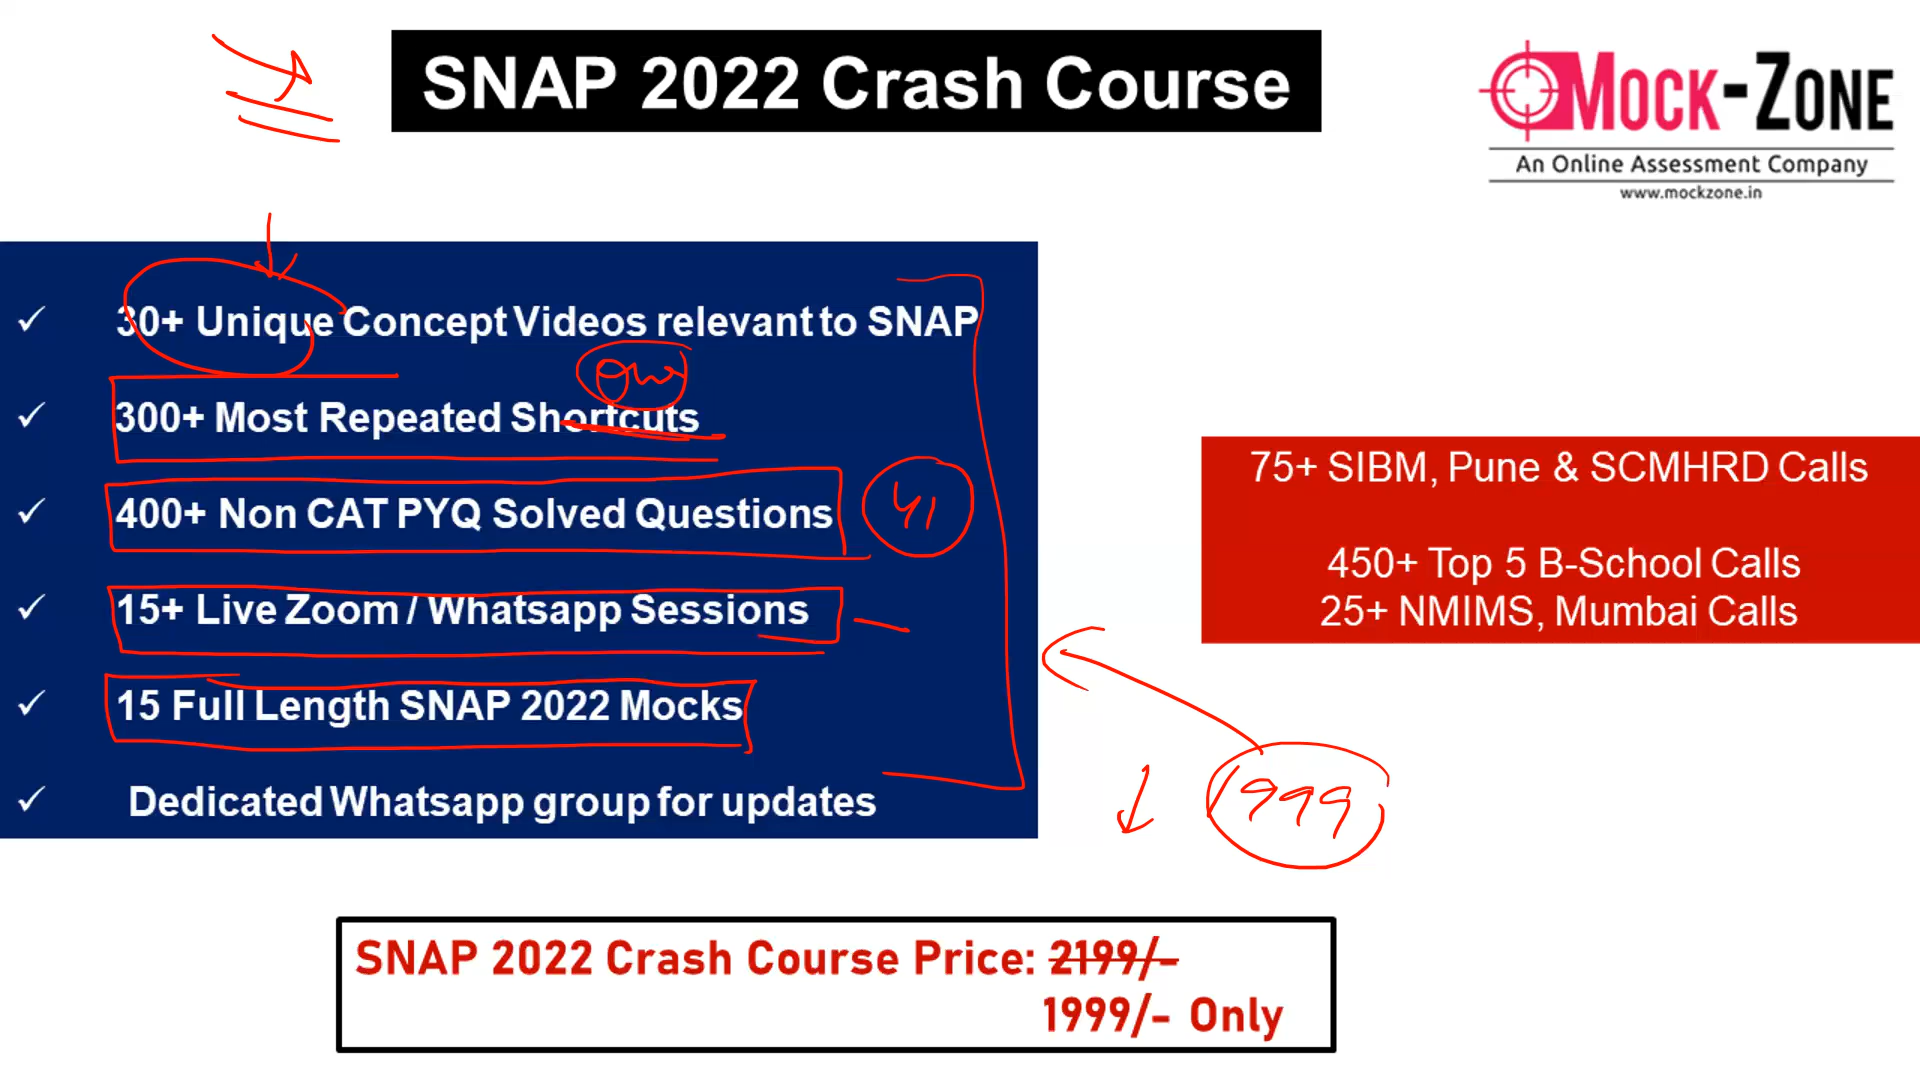 SNAP 2022 Crash Course
MOCK-ZONE
An Online Assessment Company
www.mockzone.in
✓ 30+ Unique Concept Videos relevant to SNAP
✓ 300+ Most Repeated Shortcuts
✓ 400+ Non CAT PYQ Solved Questions
✓ 15+ Live Zoom / Whatsapp Sessions
✓ 15 Full Length SNAP 2022 Mocks
✓ Dedicated Whatsapp group for updates
75+ SIBM, Pune & SCMHRD Calls
450+ Top 5 B-School Calls
25+ NMIMS, Mumbai Calls
1999
SNAP 2022 Crash Course Price: 2199/-
1999/- Only